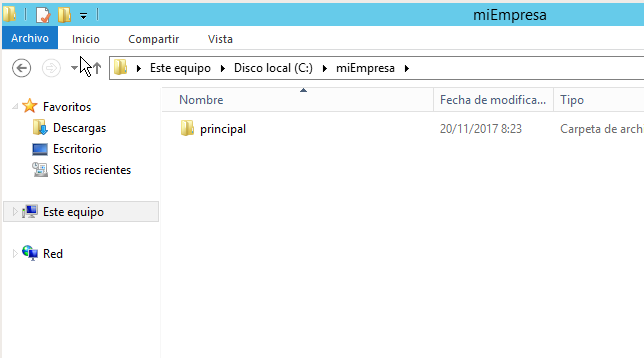 miEmpresa
Archivo Inicio Compartir Vista
Este equipo Disco local (C:) miEmpresa
Nombre Fecha de modifica... Tipo
Favoritos
principal 20/11/2017 8:23 Carpeta de arch
Descargas
Escritorio
Sitios recientes
Este equipo
Red